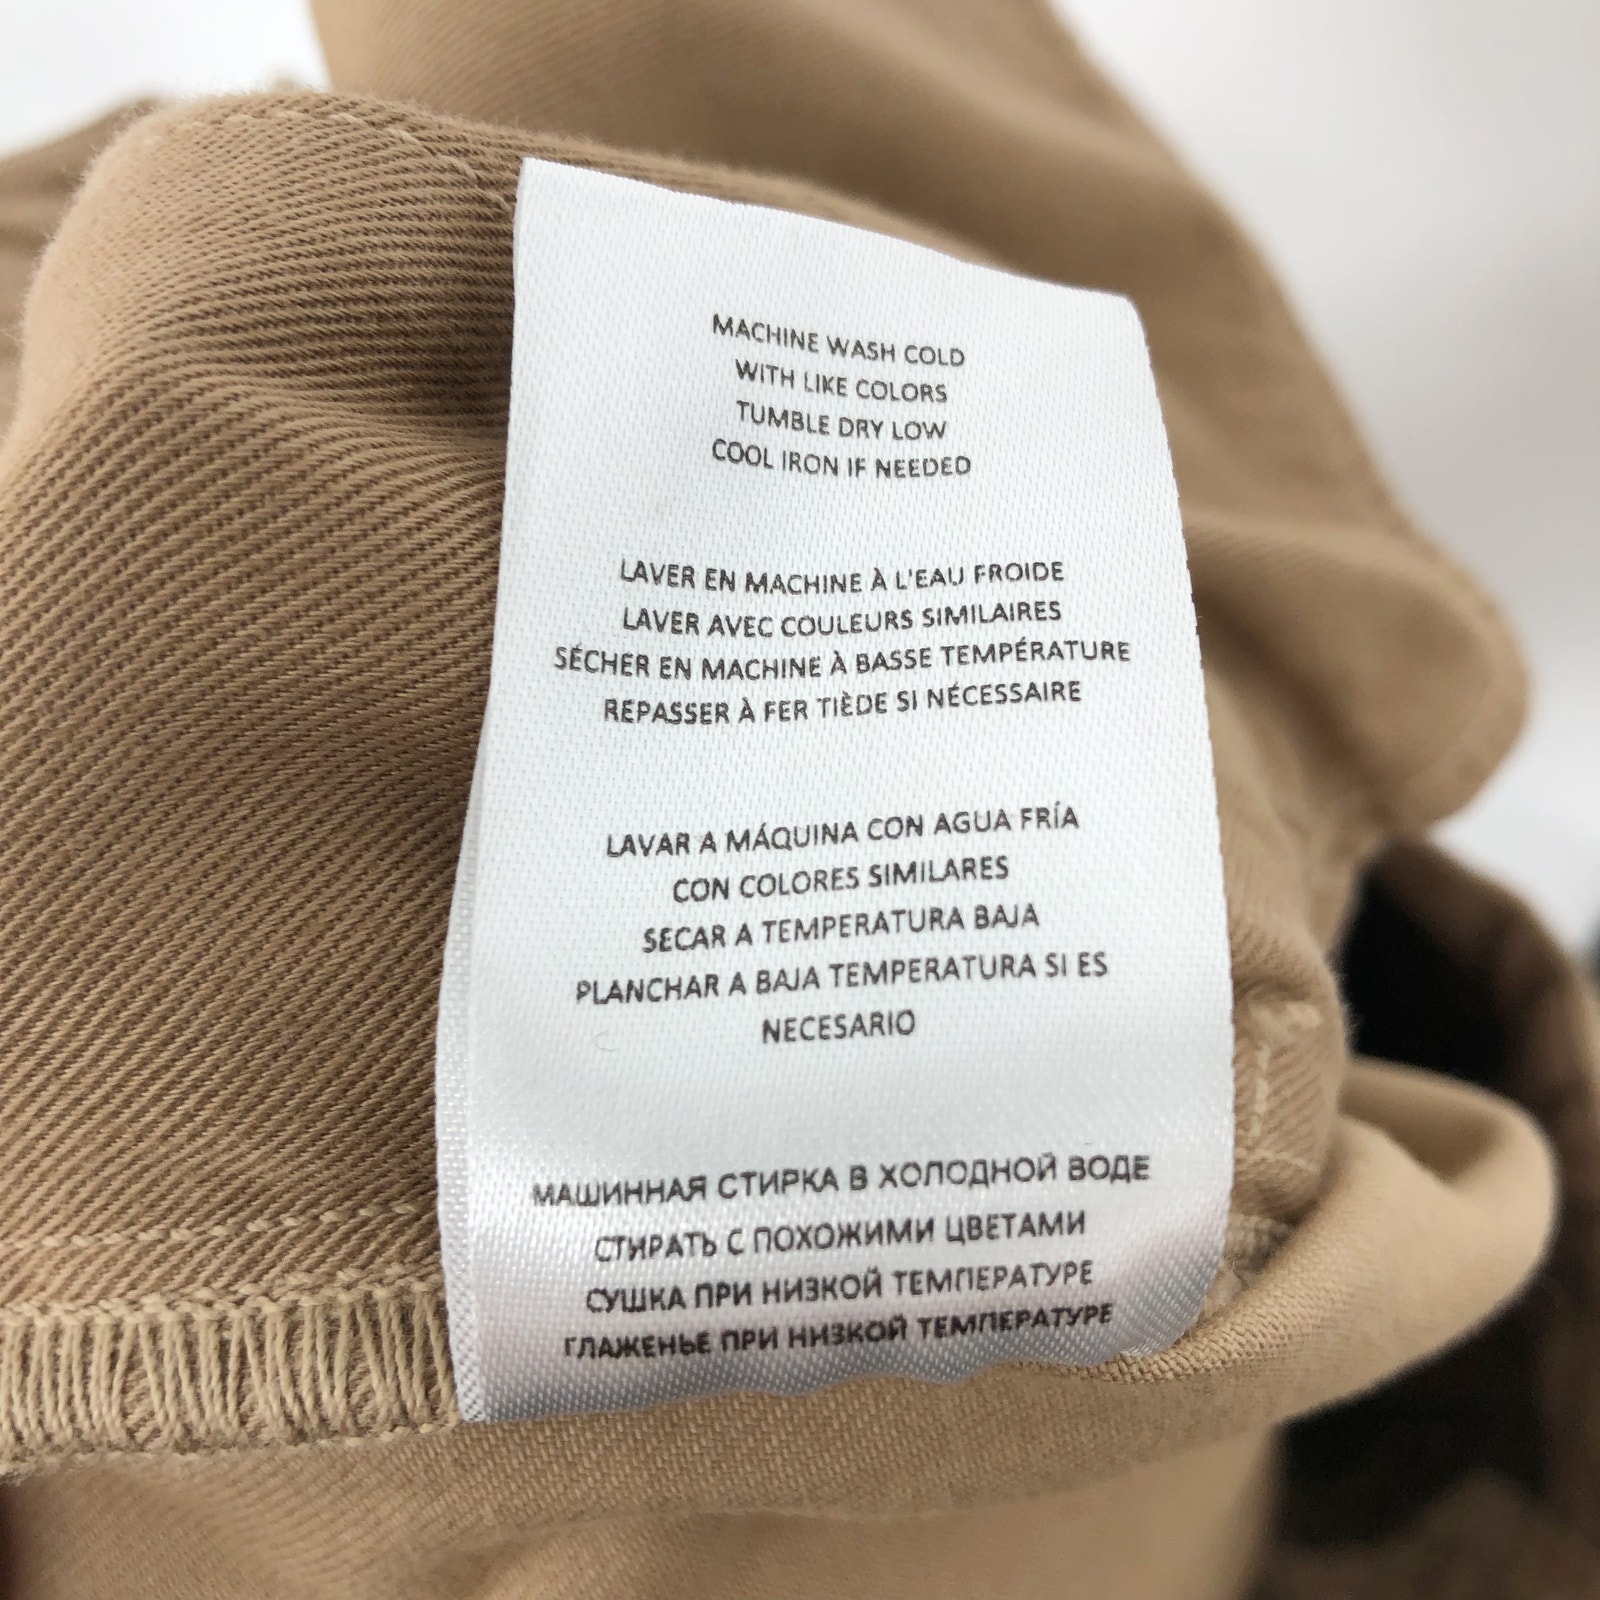 MACHINE WASH COLD
WITH LIKE COLORS
TUMBLE DRY LOW
COOL IRON IF NEEDED
LAVER EN MACHINE À L'EAU FROIDE
LAVER AVEC COULEURS SIMILAIRES
SÉCHER EN MACHINE À BASSE TEMPÉRATURE
REPASSER À FER TIÈDE SI NÉCESSAIRE
LAVAR A MÁQUINA CON AGUA FRÍA
CON COLORES SIMILARES
SECAR A TEMPERATURA BAJA
PLANCHAR A BAJA TEMPERATURA SI ES
NECESARIO
МАШИННАЯ СТИРКА В ХОЛОДНОЙ ВОДЕ
СТИРАТЬ С ПОХОЖИМИ ЦВЕТАМИ
СУШКА ПРИ НИЗКОЙ ТЕМПЕРАТУРЕ
ГЛАЖЕНЬЕ ПРИ НИЗКОЙ ТЕМПЕРАТУРЕ